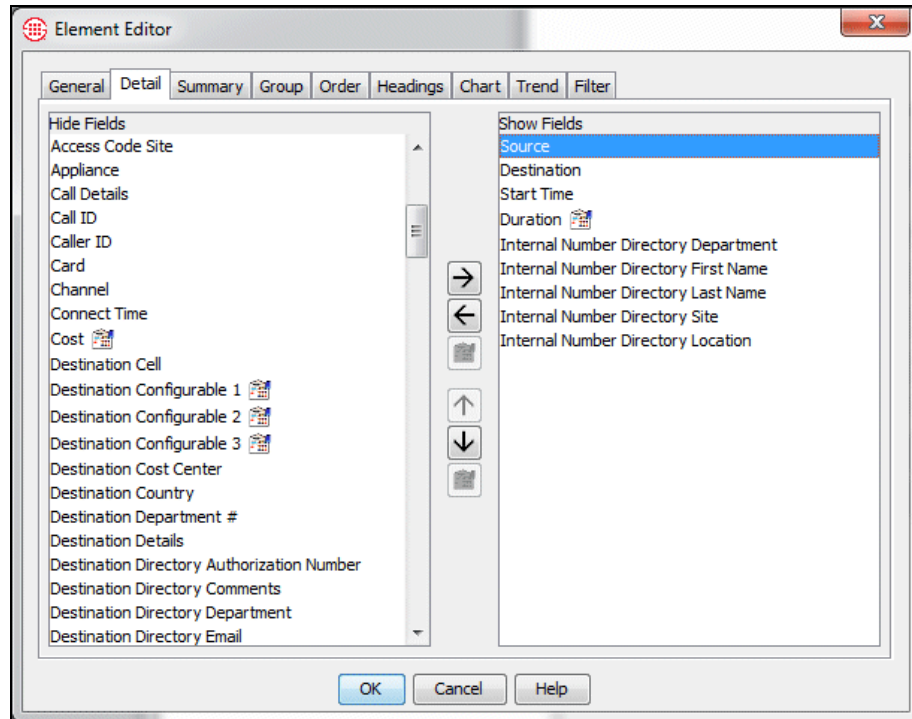 Element Editor
General Detail Summary Group Order Headings Chart Trend Filter
Hide Fields
Access Code Site
Appliance
Call Details
Call ID
Caller ID
Card
Channel
Connect Time
Cost
Destination Cell
Destination Configurable 1
Destination Configurable 2
Destination Configurable 3
Destination Cost Center
Destination Country
Destination Department #
Destination Details
Destination Directory Authorization Number
Destination Directory Comments
Destination Directory Department
Destination Directory Email
Show Fields
Source
Destination
Start Time
Duration
Internal Number Directory Department
Internal Number Directory First Name
Internal Number Directory Last Name
Internal Number Directory Site
Internal Number Directory Location
OK Cancel Help